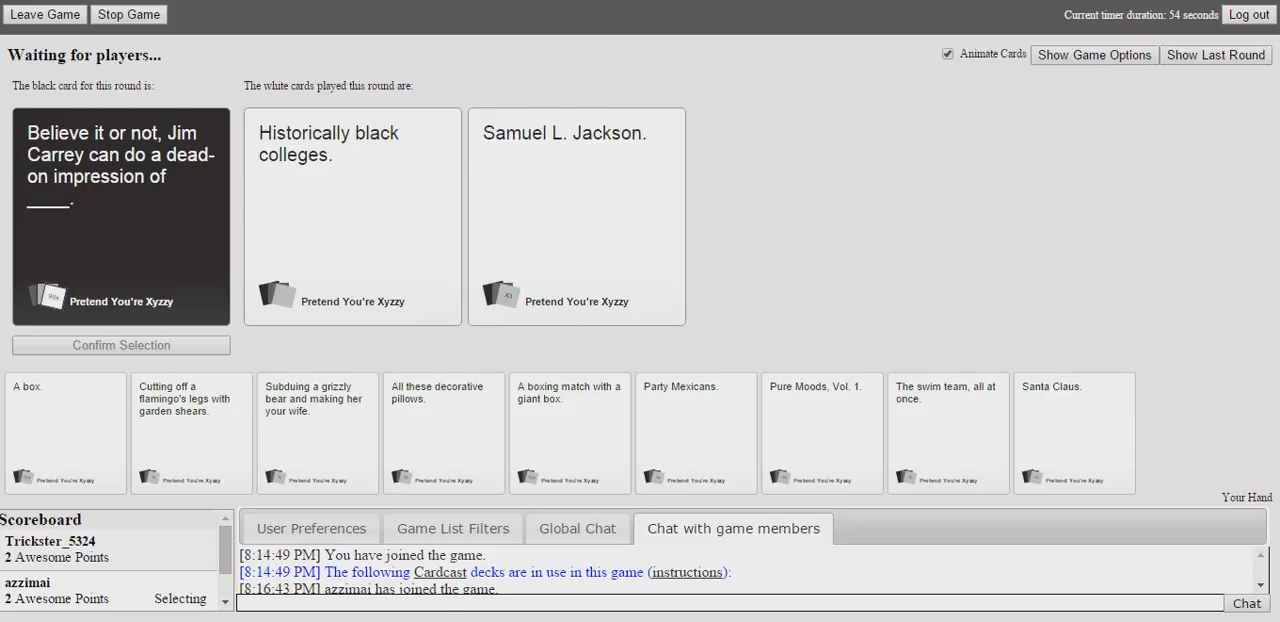 Leave Game
Stop Game
Current timer duration: 54 seconds
Log out
Waiting for players...
Animate Cards
Show Game Options
Show Last Round
The black card for this round is:
The white cards played this round are:
Believe it or not, Jim
Carrey can do a dead-
on impression of
____.
Pretend You're Xyzzy
Historically black
colleges.
Pretend You're Xyzzy
Samuel L. Jackson.
Pretend You're Xyzzy
Confirm Selection
A box.
Pretend You're Xyzzy
Cutting off a
flamingo's legs with
garden shears.
Pretend You're Xyzzy
Subduing a grizzly
bear and making her
your wife.
Pretend You're Xyzzy
All these decorative
pillows.
Pretend You're Xyzzy
A boxing match with a
giant box.
Pretend You're Xyzzy
Party Mexicans.
Pretend You're Xyzzy
Pure Moods, Vol. 1.
Pretend You're Xyzzy
The swim team, all at
once.
Pretend You're Xyzzy
Santa Claus.
Pretend You're Xyzzy
Your Hand
Scoreboard
Trickster_5324
2 Awesome Points
azzimai
2 Awesome Points Selecting
User Preferences
Game List Filters
Global Chat
Chat with game members
[8:14:49 PM] You have joined the game.
[8:14:49 PM] The following Cardcast decks are in use in this game (instructions):
[8:16:43 PM] azzimai has joined the game.
Chat